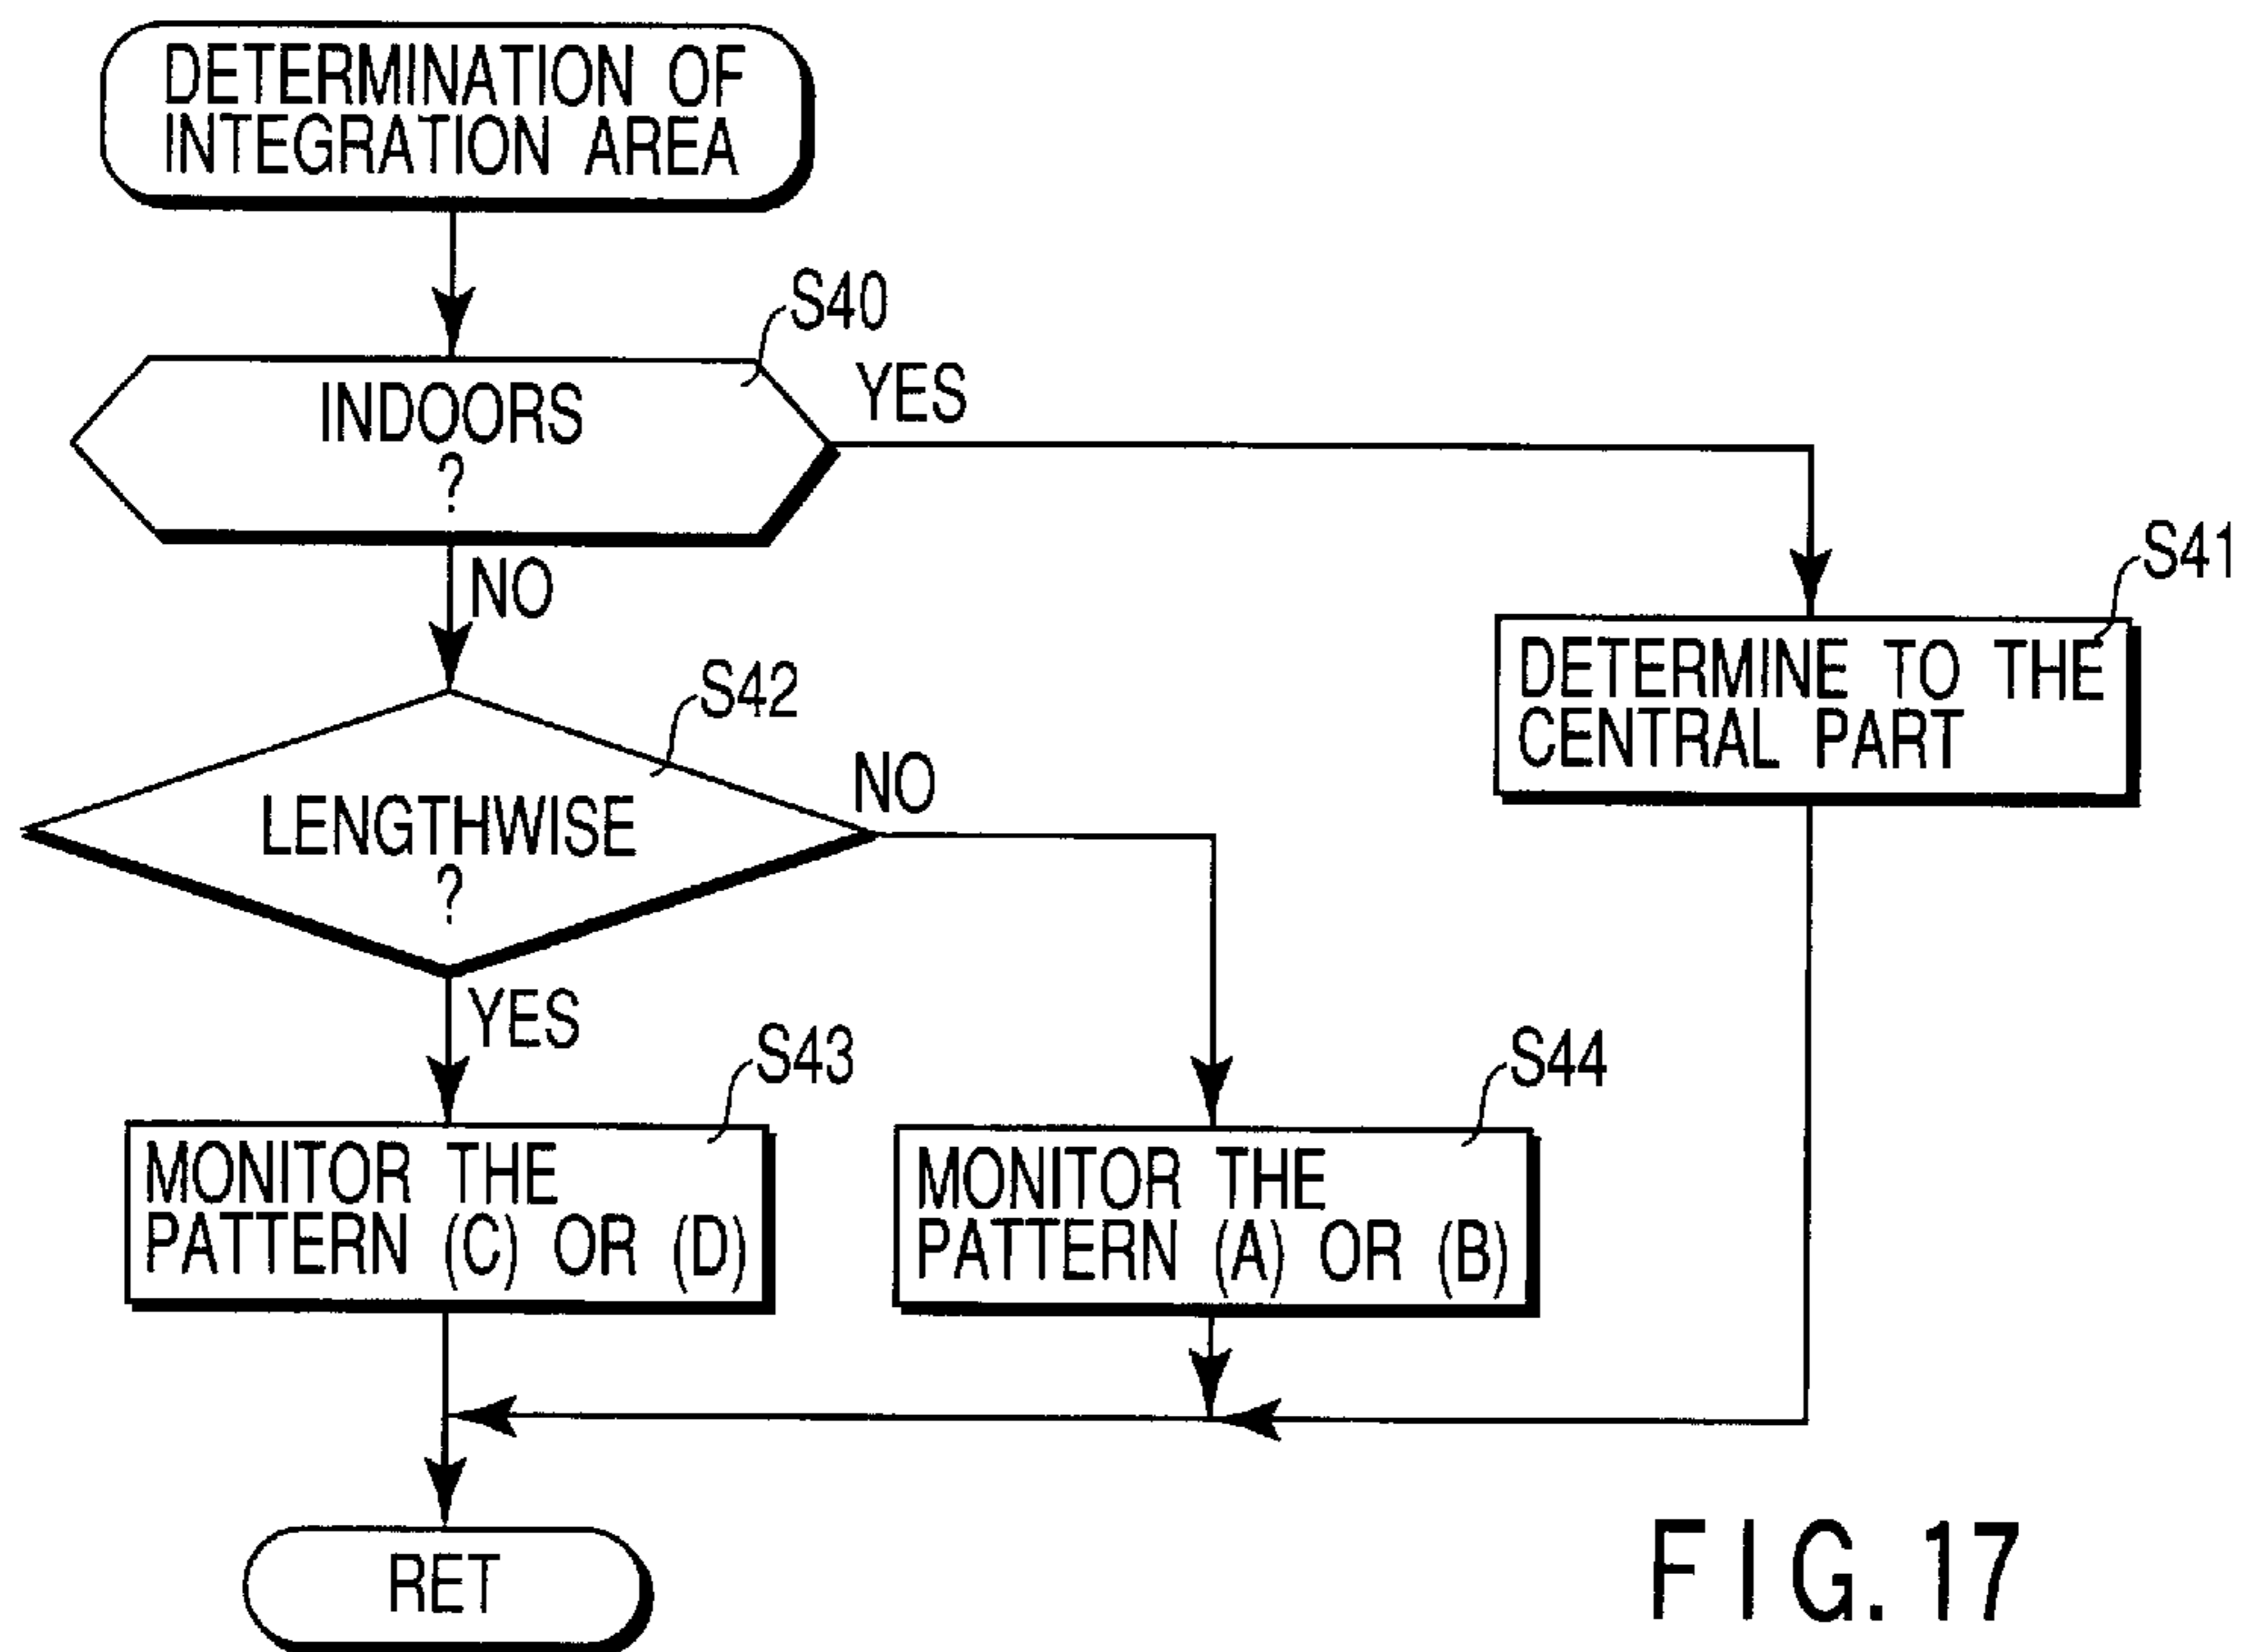 DETERMINATION OF
INTEGRATION AREA
S40
INDOORS
?
YES
NO
S41
DETERMINE TO THE
CENTRAL PART
S42
LENGTHWISE
?
NO
YES
S43
MONITOR THE
PATTERN (C) OR (D)
S44
MONITOR THE
PATTERN (A) OR (B)
RET
FIG. 17